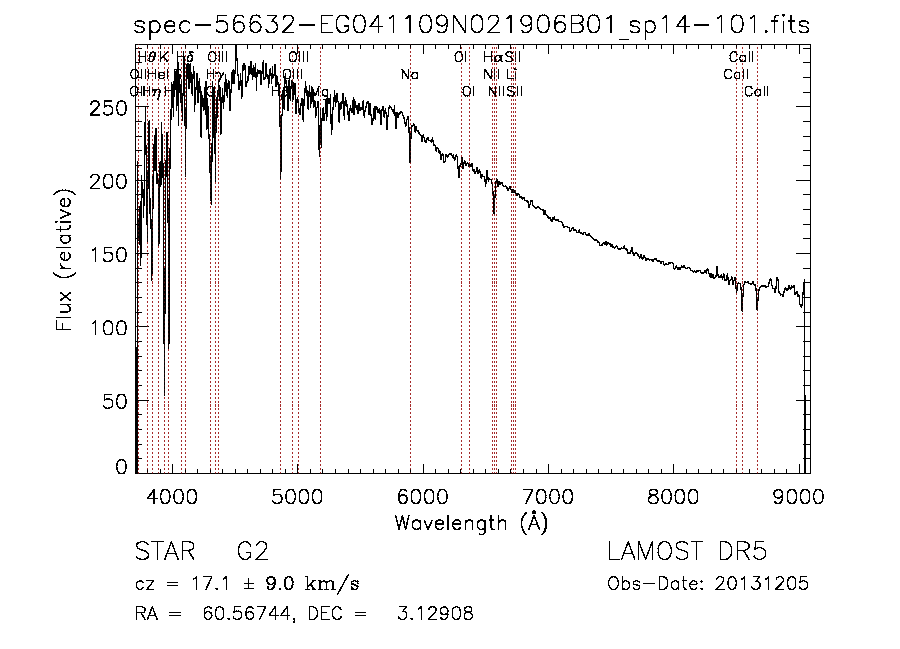 spec-56632-EG041109N021906B01_sp14-101.fits
Hθ K Hδ OIII OIII OI Hα SII CaII
OII HeI Hγ OIII Na NII Li CaII
OII Hη H G Hβ Mg OI NII SII CaII
250
200
150
100
50
0
Flux (relative)
4000 5000 6000 7000 8000 9000
Wavelength (Å)
STAR G2 LAMOST DR5
cz = 17.1 ± 9.0 km/s Obs-Date: 20131205
RA = 60.56744, DEC = 3.12908